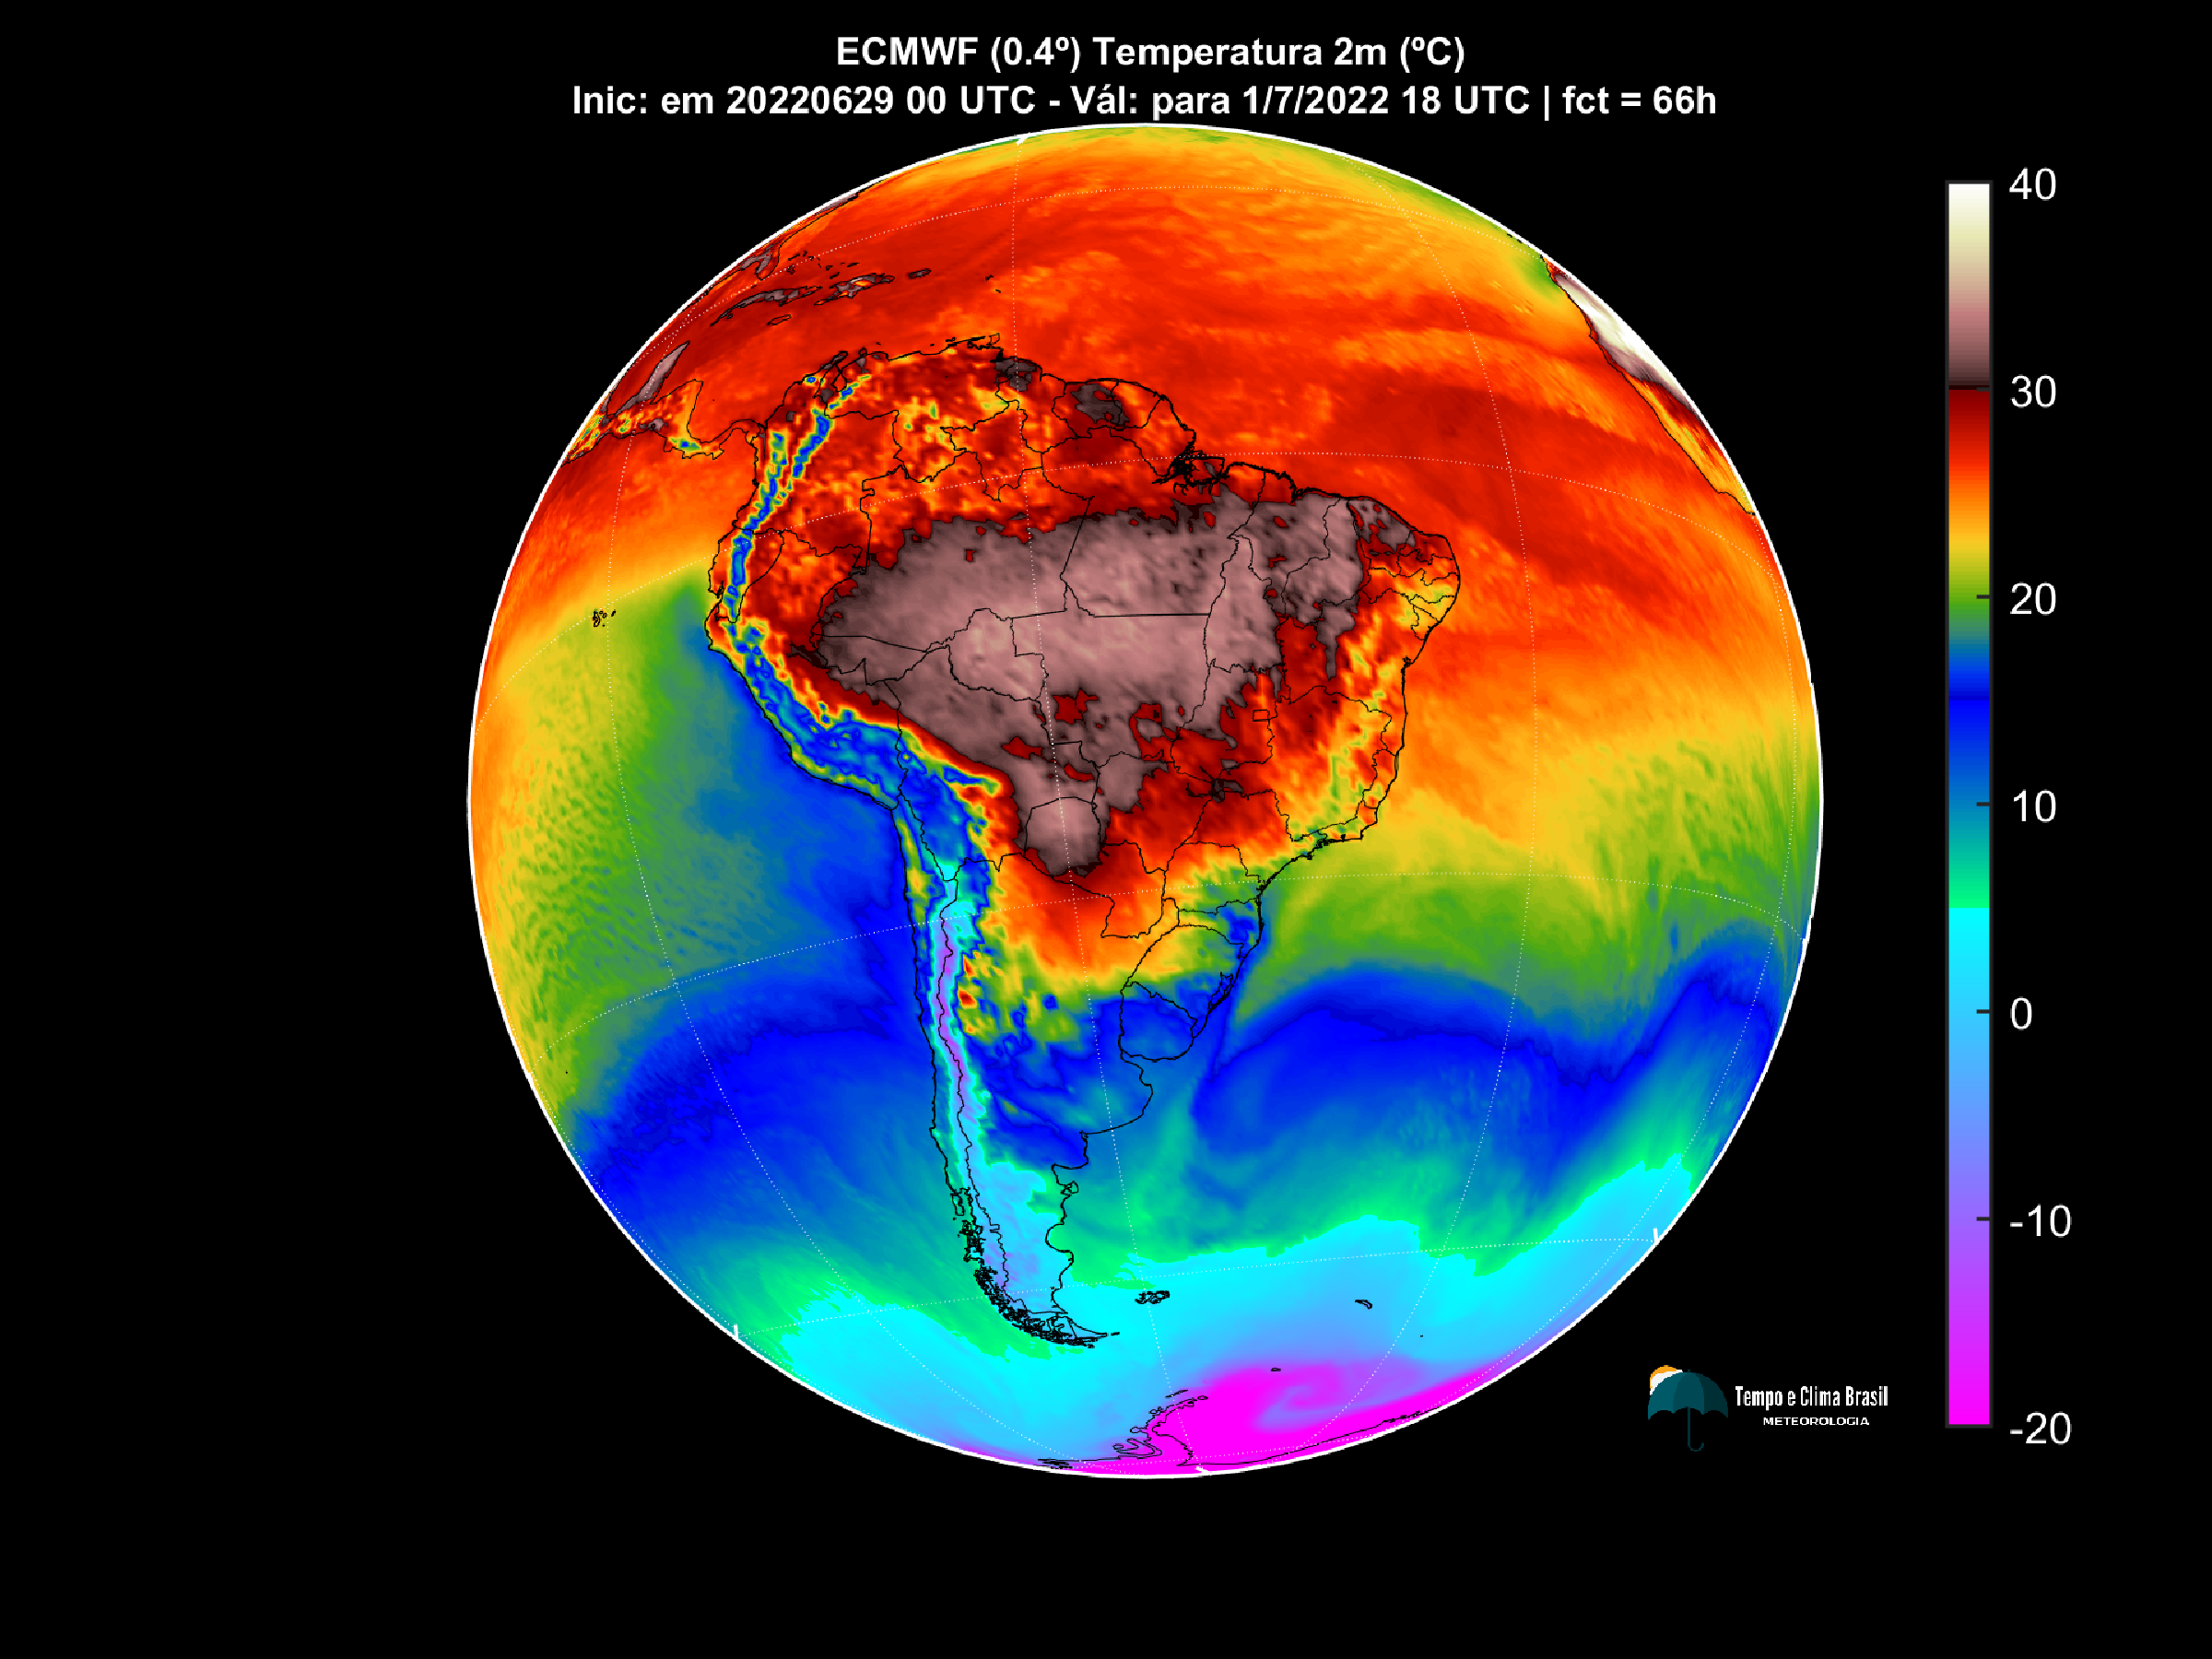 ECMWF (0.4º) Temperatura 2m (ºC)
Inic: em 20220629 00 UTC - Vál: para 1/7/2022 18 UTC | fct = 66h
40
30
20
10
0
-10
-20
Tempo e Clima Brasil
METEOROLOGIA